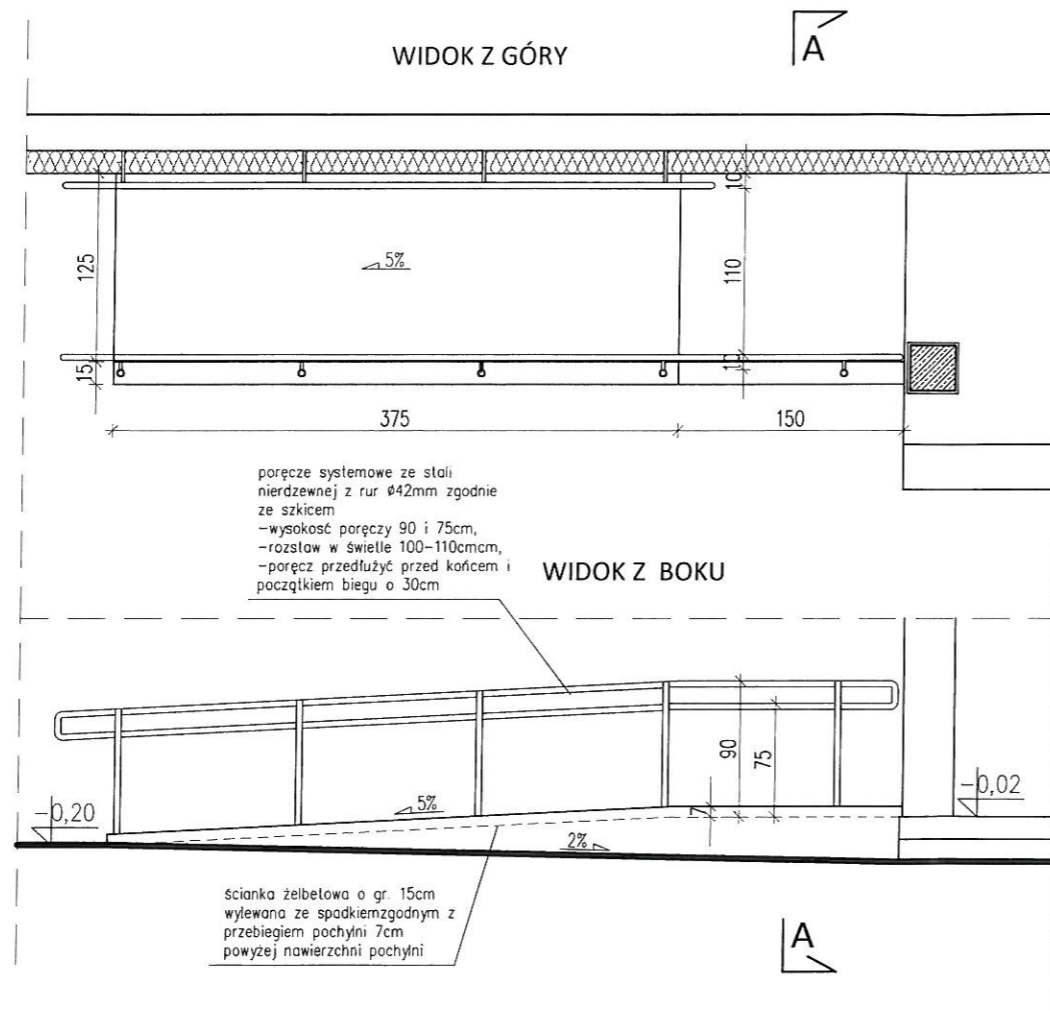 WIDOK Z GÓRY
A
10
5%
125
110
15
10
375
150
poręcze systemowe ze stali
nierdzewnej z rur ø42mm zgodnie
ze szkicem
-wysokość poręczy 90 i 75cm,
-rozstaw w świetle 100-110cmcm,
-poręcz przedłużyć przed końcem i
początkiem biegu o 30cm
WIDOK Z BOKU
90
75
-0,02
-0,20
5%
7
2%
ścianka żelbetowa o gr. 15cm
wylewana ze spadkiemzgodnym z
przebiegiem pochylni 7cm
powyżej nawierzchni pochylni
A